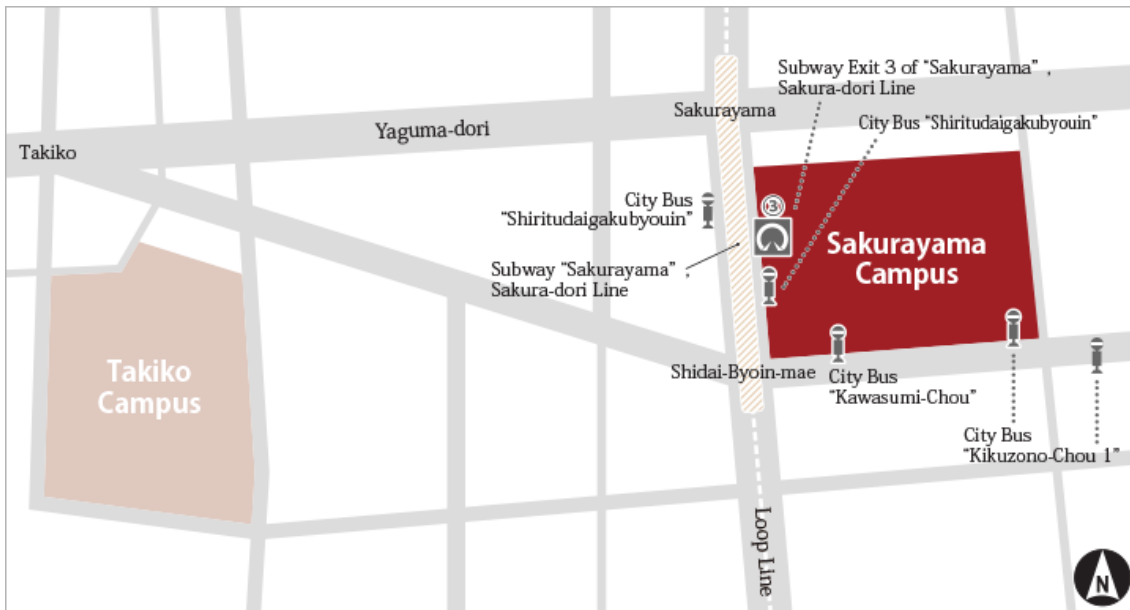 Subway Exit 3 of “Sakurayama” ,
Sakura-dori Line
Sakurayama
City Bus “Shiritudaigakubyouin”
Yaguma-dori
Takiko
City Bus
“Shiritudaigakubyouin”
3
Sakurayama
Campus
Subway “Sakurayama” ,
Sakura-dori Line
Takiko
Campus
Shidai-Byoin-mae
City Bus
“Kawasumi-Chou”
City Bus
“Kikuzono-Chou 1”
Loop Line
N